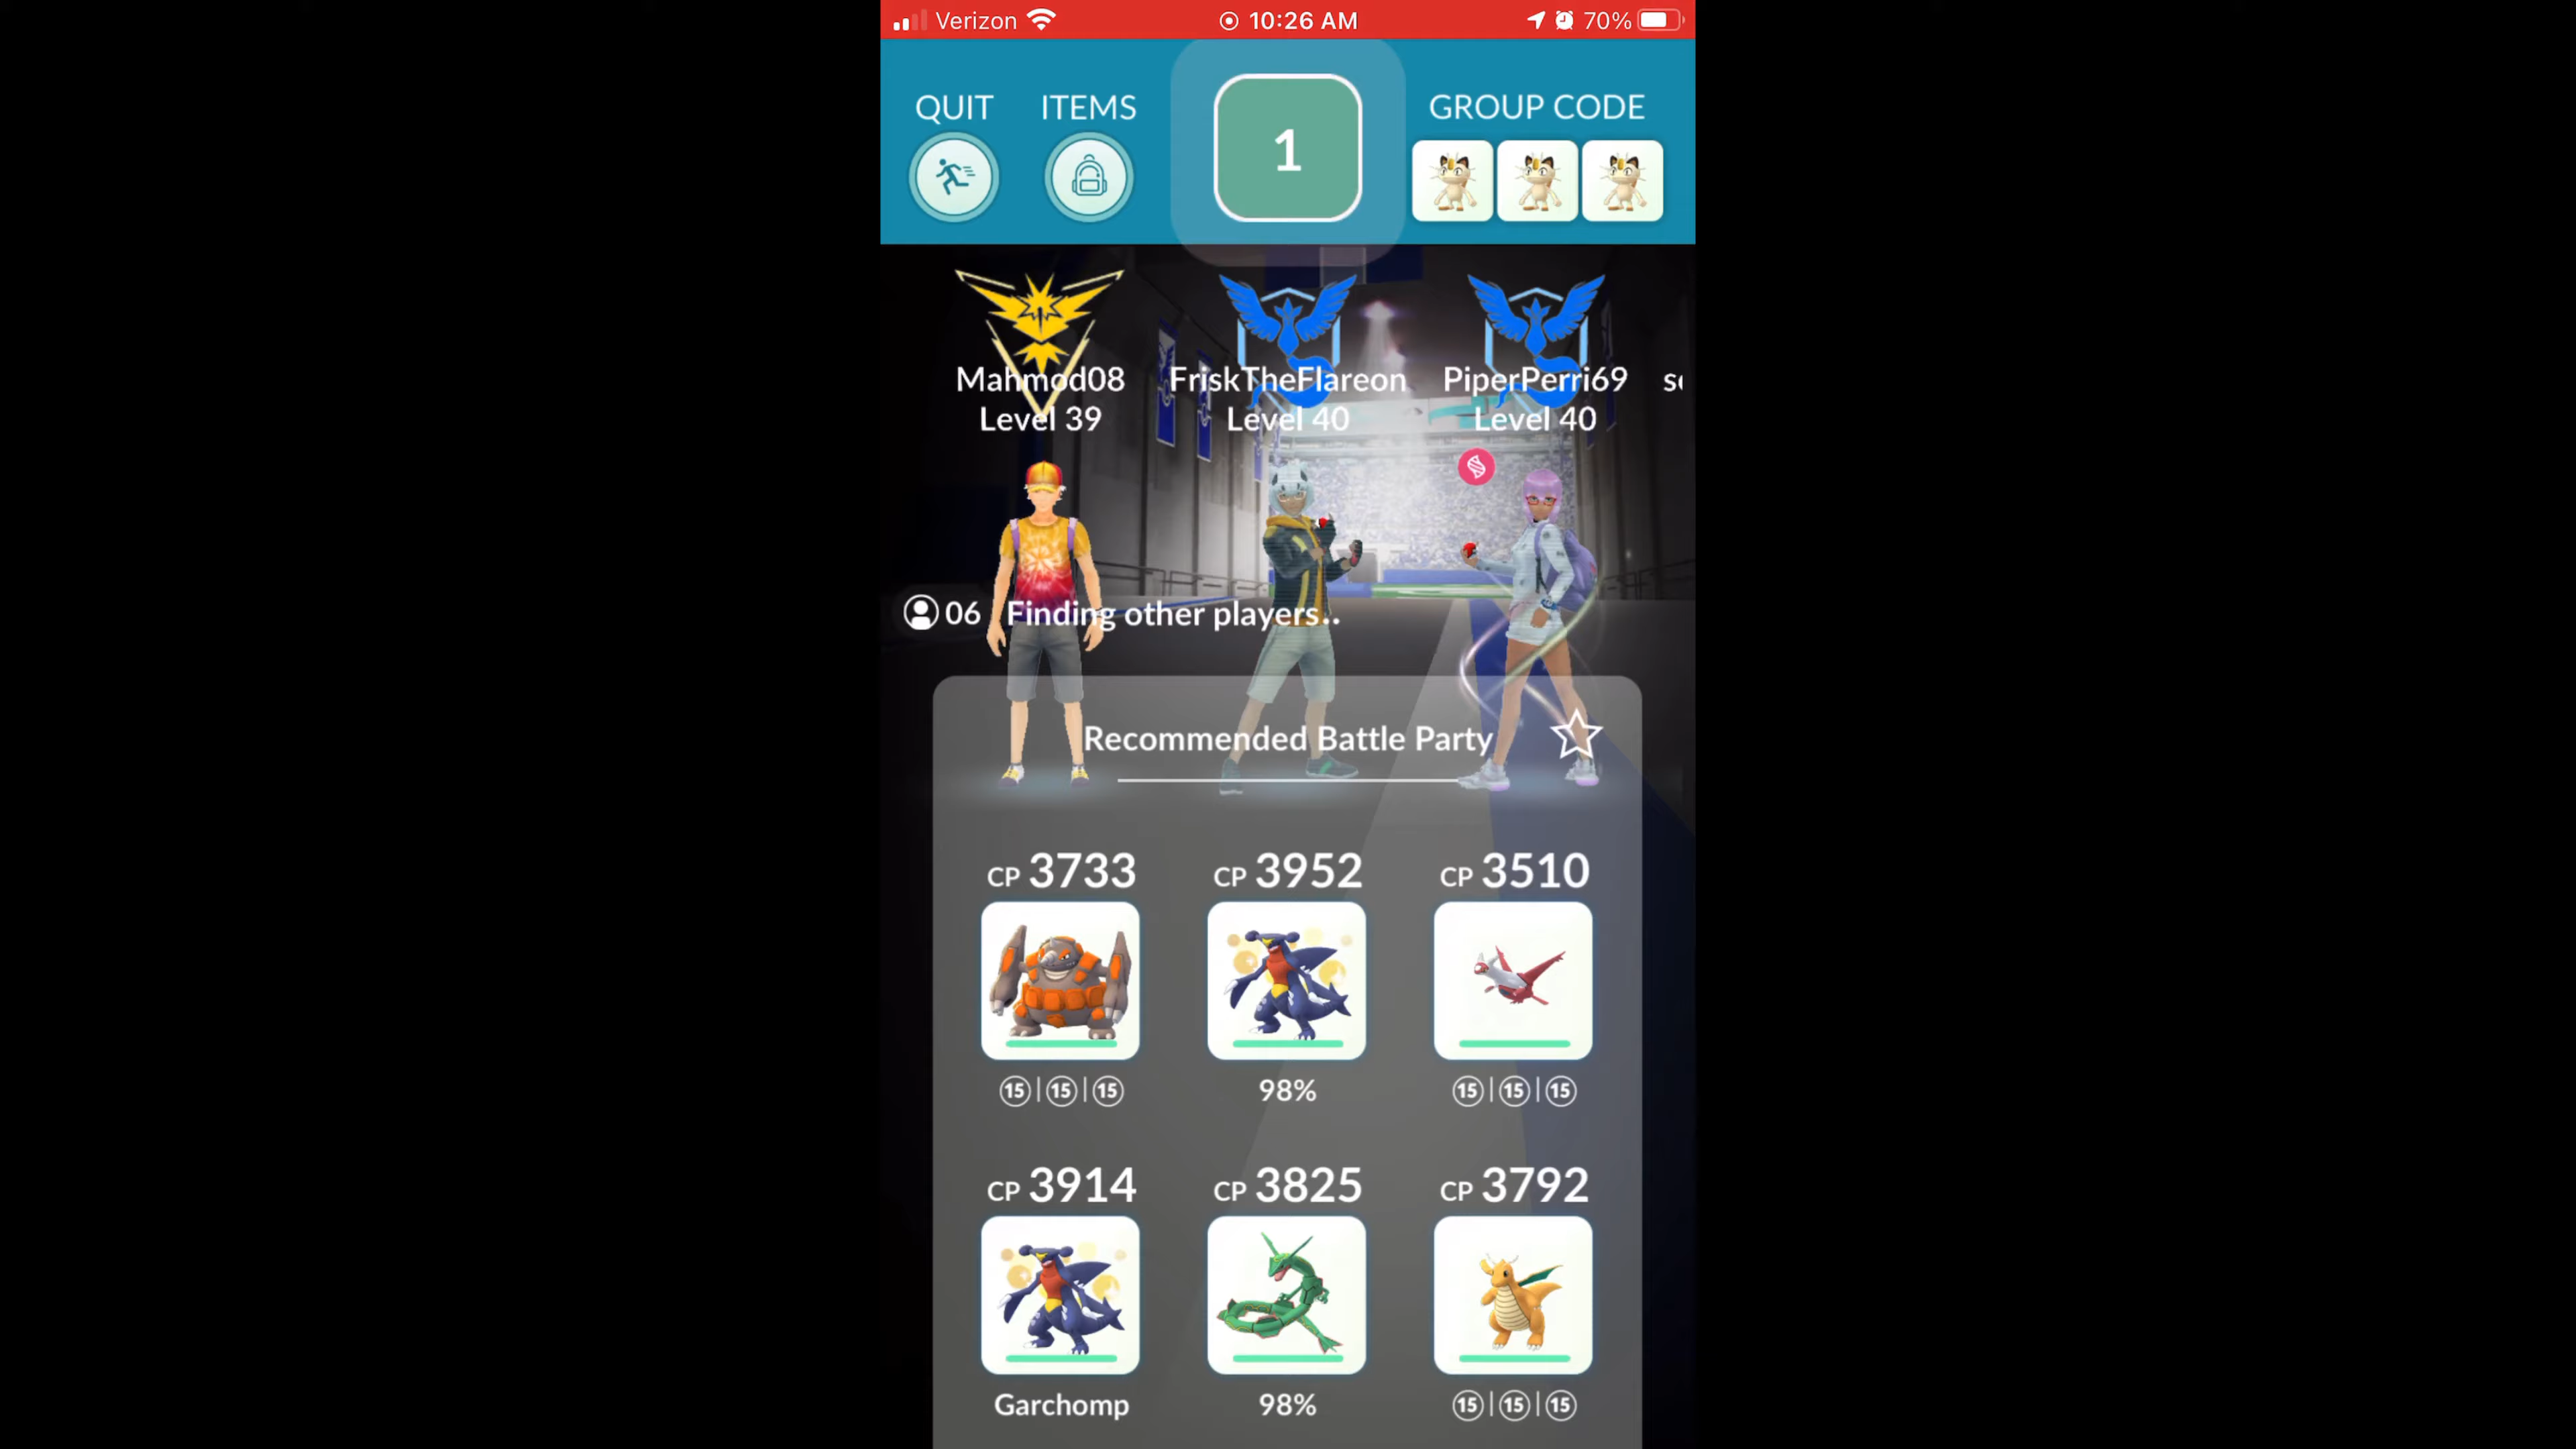 Verizon 10:26 AM 70%
QUIT ITEMS 1 GROUP CODE
Mahmod08 FriskTheFlareon PiperPerri69
Level 39 Level 40 Level 40
06 Finding other players..
Recommended Battle Party
CP 3733 CP 3952 CP 3510
15 | 15 | 15 98% 15 | 15 | 15
CP 3914 CP 3825 CP 3792
Garchomp 98% 15 | 15 | 15